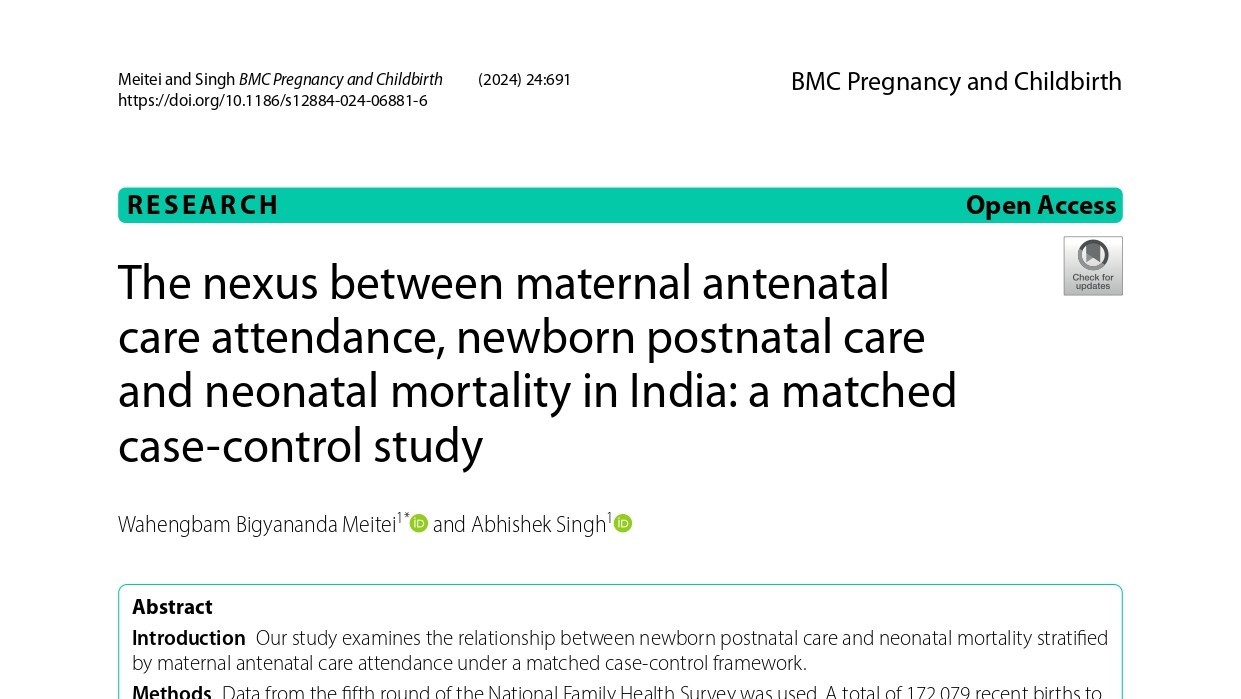 Meitei and Singh BMC Pregnancy and Childbirth (2024) 24:691
https://doi.org/10.1186/s12884-024-06881-6
BMC Pregnancy and Childbirth
RESEARCH Open Access
Check for
updates
The nexus between maternal antenatal
care attendance, newborn postnatal care
and neonatal mortality in India: a matched
case-control study
Wahengbam Bigyananda Meitei1* iD and Abhishek Singh1 iD
Abstract
Introduction Our study examines the relationship between newborn postnatal care and neonatal mortality stratified
by maternal antenatal care attendance under a matched case-control framework.
Methods Data from the fifth round of the National Family Health Survey was used. A total of 172,079 recent births to